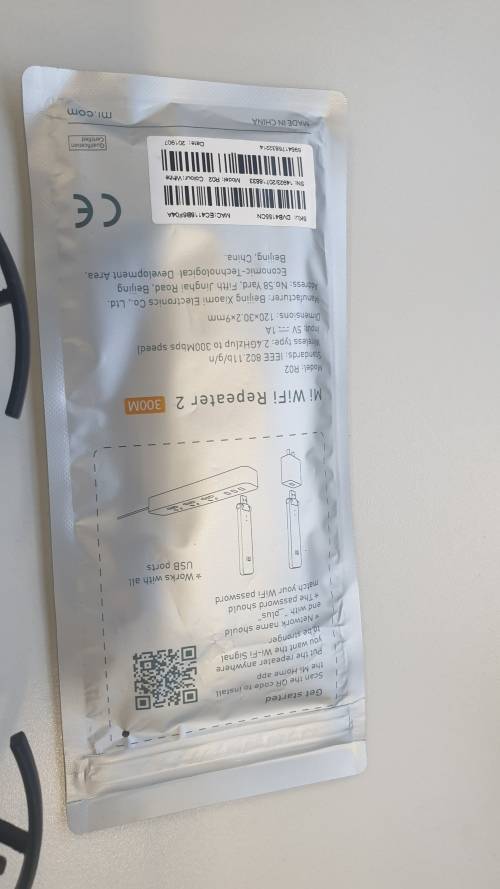 Get started
Scan the QR code to install
the Mi Home app
Put the repeater anywhere
you want the Wi-Fi Signal
to be stronger
* Network name should
end with "_plus"
* The password should
match your WiFi password
* Works with all
USB ports
Mi WiFi Repeater 2 300M
Model: R02
Standards: IEEE 802.11b/g/n
Wireless type: 2.4GHz(up to 300Mbps speed)
Input: 5V ⎓ 1A
Dimensions: 120×30.2×9mm
Manufacturer: Beijing Xiaomi Electronics Co., Ltd.
Address: No.58 Yard, Fifth Jinghai Road, Beijing
Economic-Technological Development Area,
Beijing, China.
CE
SKU: DVB4155CN MAC:
SN: Model: R02 Colour: White
Date: 201907
Qualification
Certified
MADE IN CHINA
mi.com